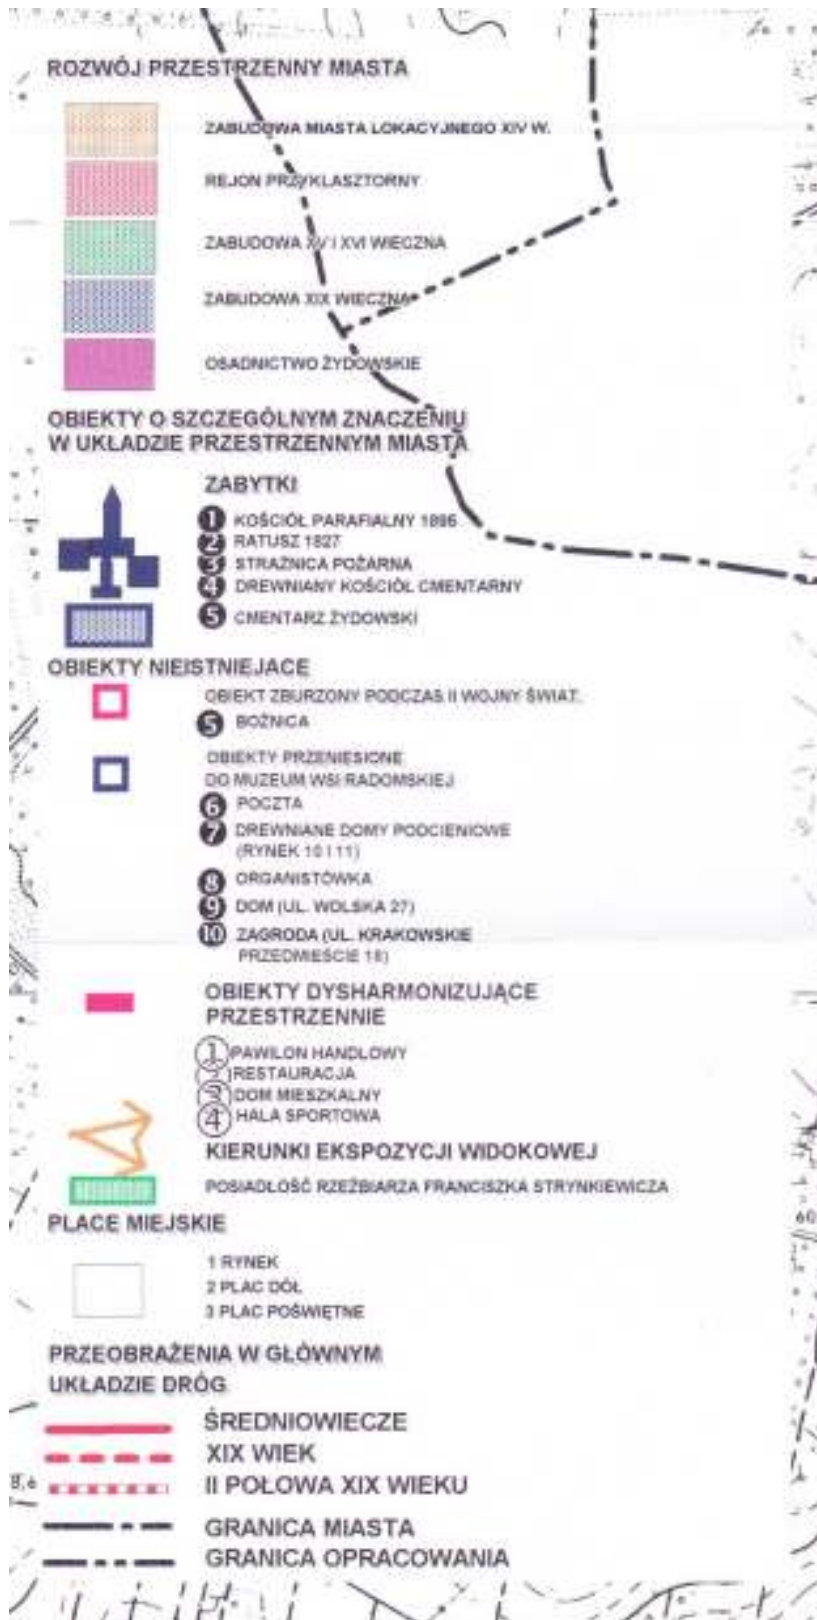 ROZWÓJ PRZESTRZENNY MIASTA
ZABUDOWA MIASTA LOKACYJNEGO XIV W.
REJON PRZYKLASZTORNY
ZABUDOWA XV I XVI WIECZNA
ZABUDOWA XIX WIECZNA
OSADNICTWO ŻYDOWSKIE
OBIEKTY O SZCZEGÓLNYM ZNACZENIU
W UKŁADZIE PRZESTRZENNYM MIASTA
ZABYTKI
1 KOŚCIÓŁ PARAFIALNY 1896
2 RATUSZ 1827
3 STRAŻNICA POŻARNA
4 DREWNIANY KOŚCIÓŁ CMENTARNY
5 CMENTARZ ŻYDOWSKI
OBIEKTY NIEISTNIEJACE
OBIEKT ZBURZONY PODCZAS II WOJNY ŚWIAT.
5 BOŻNICA
OBIEKTY PRZENIESIONE
DO MUZEUM WSI RADOMSKIEJ
6 POCZTA
7 DREWNIANE DOMY PODCIENIOWE
(RYNEK 10 I 11)
8 ORGANISTÓWKA
9 DOM (UL. WOLSKA 27)
10 ZAGRODA (UL. KRAKOWSKIE
PRZEDMIEŚCIE 18)
OBIEKTY DYSHARMONIZUJĄCE
PRZESTRZENNIE
1 PAWILON HANDLOWY
2 RESTAURACJA
3 DOM MIESZKALNY
4 HALA SPORTOWA
KIERUNKI EKSPOZYCJI WIDOKOWEJ
POSIADŁOŚĆ RZEŹBIARZA FRANCISZKA STRYNKIEWICZA
60
PLACE MIEJSKIE
1 RYNEK
2 PLAC DÓŁ
3 PLAC POŚWIĘTNE
PRZEOBRAŻENIA W GŁÓWNYM
UKŁADZIE DRÓG
ŚREDNIOWIECZE
XIX WIEK
8,6
II POŁOWA XIX WIEKU
GRANICA MIASTA
GRANICA OPRACOWANIA